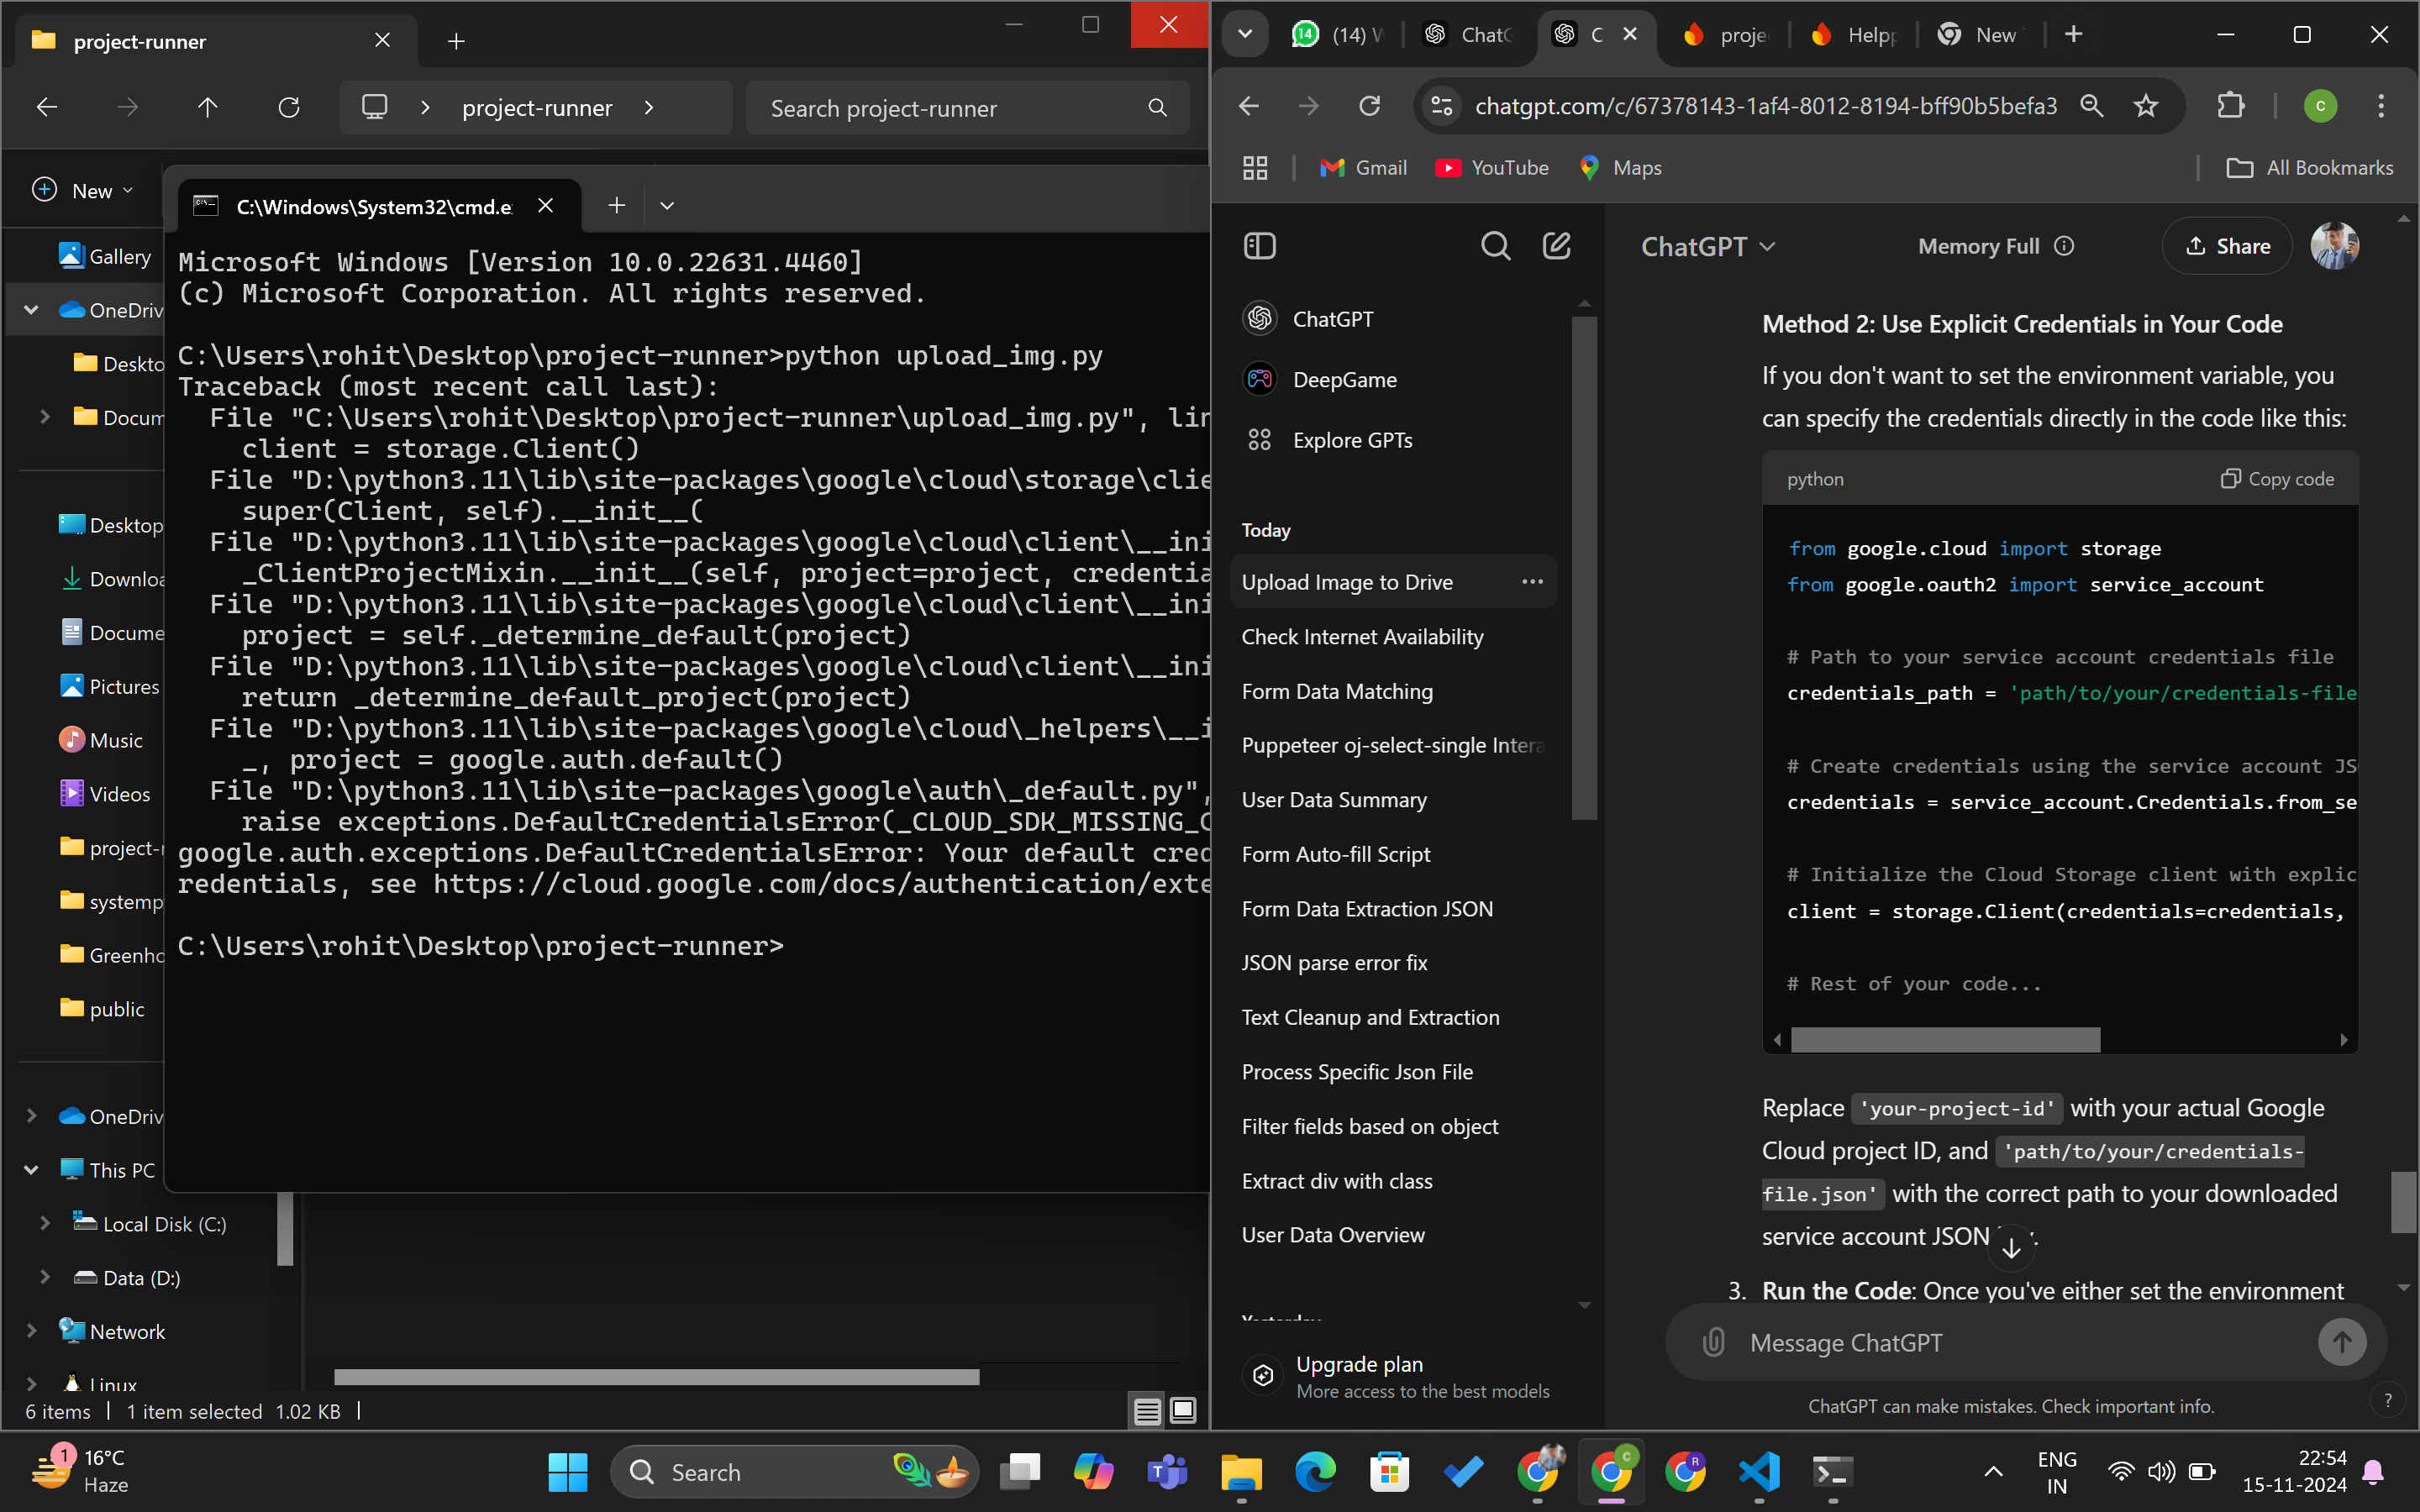 project-runner
project-runner
Search project-runner
New
C:\Windows\System32\cmd.e
Gallery
OneDriv
Deskto
Docum
Desktop
Downloa
Docume
Pictures
Music
Videos
project-r
systemp
Greenho
public
OneDriv
This PC
Local Disk (C:)
Data (D:)
Network
Linux
6 items
1 item selected 1.02 KB
Microsoft Windows [Version 10.0.22631.4460]
(c) Microsoft Corporation. All rights reserved.
C:\Users\rohit\Desktop\project-runner>python upload_img.py
Traceback (most recent call last):
File "C:\Users\rohit\Desktop\project-runner\upload_img.py", lin
client = storage.Client()
File "D:\python3.11\lib\site-packages\google\cloud\storage\clie
super(Client, self).__init__(
File "D:\python3.11\lib\site-packages\google\cloud\client\__ini
_ClientProjectMixin.__init__(self, project=project, credentia
File "D:\python3.11\lib\site-packages\google\cloud\client\__ini
project = self._determine_default(project)
File "D:\python3.11\lib\site-packages\google\cloud\client\__ini
return _determine_default_project(project)
File "D:\python3.11\lib\site-packages\google\cloud\_helpers\__i
_, project = google.auth.default()
File "D:\python3.11\lib\site-packages\google\auth\_default.py",
raise exceptions.DefaultCredentialsError(_CLOUD_SDK_MISSING_C
google.auth.exceptions.DefaultCredentialsError: Your default cred
redentials, see https://cloud.google.com/docs/authentication/exte
C:\Users\rohit\Desktop\project-runner>
14
(14) W
ChatG
C
proje
Help
New
chatgpt.com/c/67378143-1af4-8012-8194-bff90b5befa3
c
Gmail
YouTube
Maps
All Bookmarks
ChatGPT
DeepGame
Explore GPTs
Today
Upload Image to Drive
Check Internet Availability
Form Data Matching
Puppeteer oj-select-single Intera
User Data Summary
Form Auto-fill Script
Form Data Extraction JSON
JSON parse error fix
Text Cleanup and Extraction
Process Specific Json File
Filter fields based on object
Extract div with class
User Data Overview
Yesterday
Upgrade plan
More access to the best models
ChatGPT
Memory Full
Share
Method 2: Use Explicit Credentials in Your Code
If you don't want to set the environment variable, you
can specify the credentials directly in the code like this:
python
Copy code
from google.cloud import storage
from google.oauth2 import service_account
# Path to your service account credentials file
credentials_path = 'path/to/your/credentials-file
# Create credentials using the service account JS
credentials = service_account.Credentials.from_se
# Initialize the Cloud Storage client with explic
client = storage.Client(credentials=credentials,
# Rest of your code...
Replace 'your-project-id' with your actual Google
Cloud project ID, and 'path/to/your/credentials-
file.json' with the correct path to your downloaded
service account JSON
3. Run the Code: Once you've either set the environment
Message ChatGPT
ChatGPT can make mistakes. Check important info.
?
1
16°C
Haze
Search
T
C
R
ENG
IN
22:54
15-11-2024